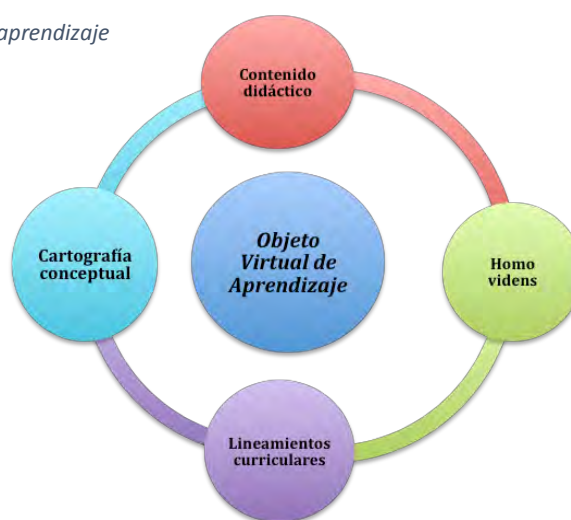 aprendizaje
Contenido
didáctico
Cartografía
conceptual
Objeto
Virtual de
Aprendizaje
Homo
videns
Lineamientos
curriculares